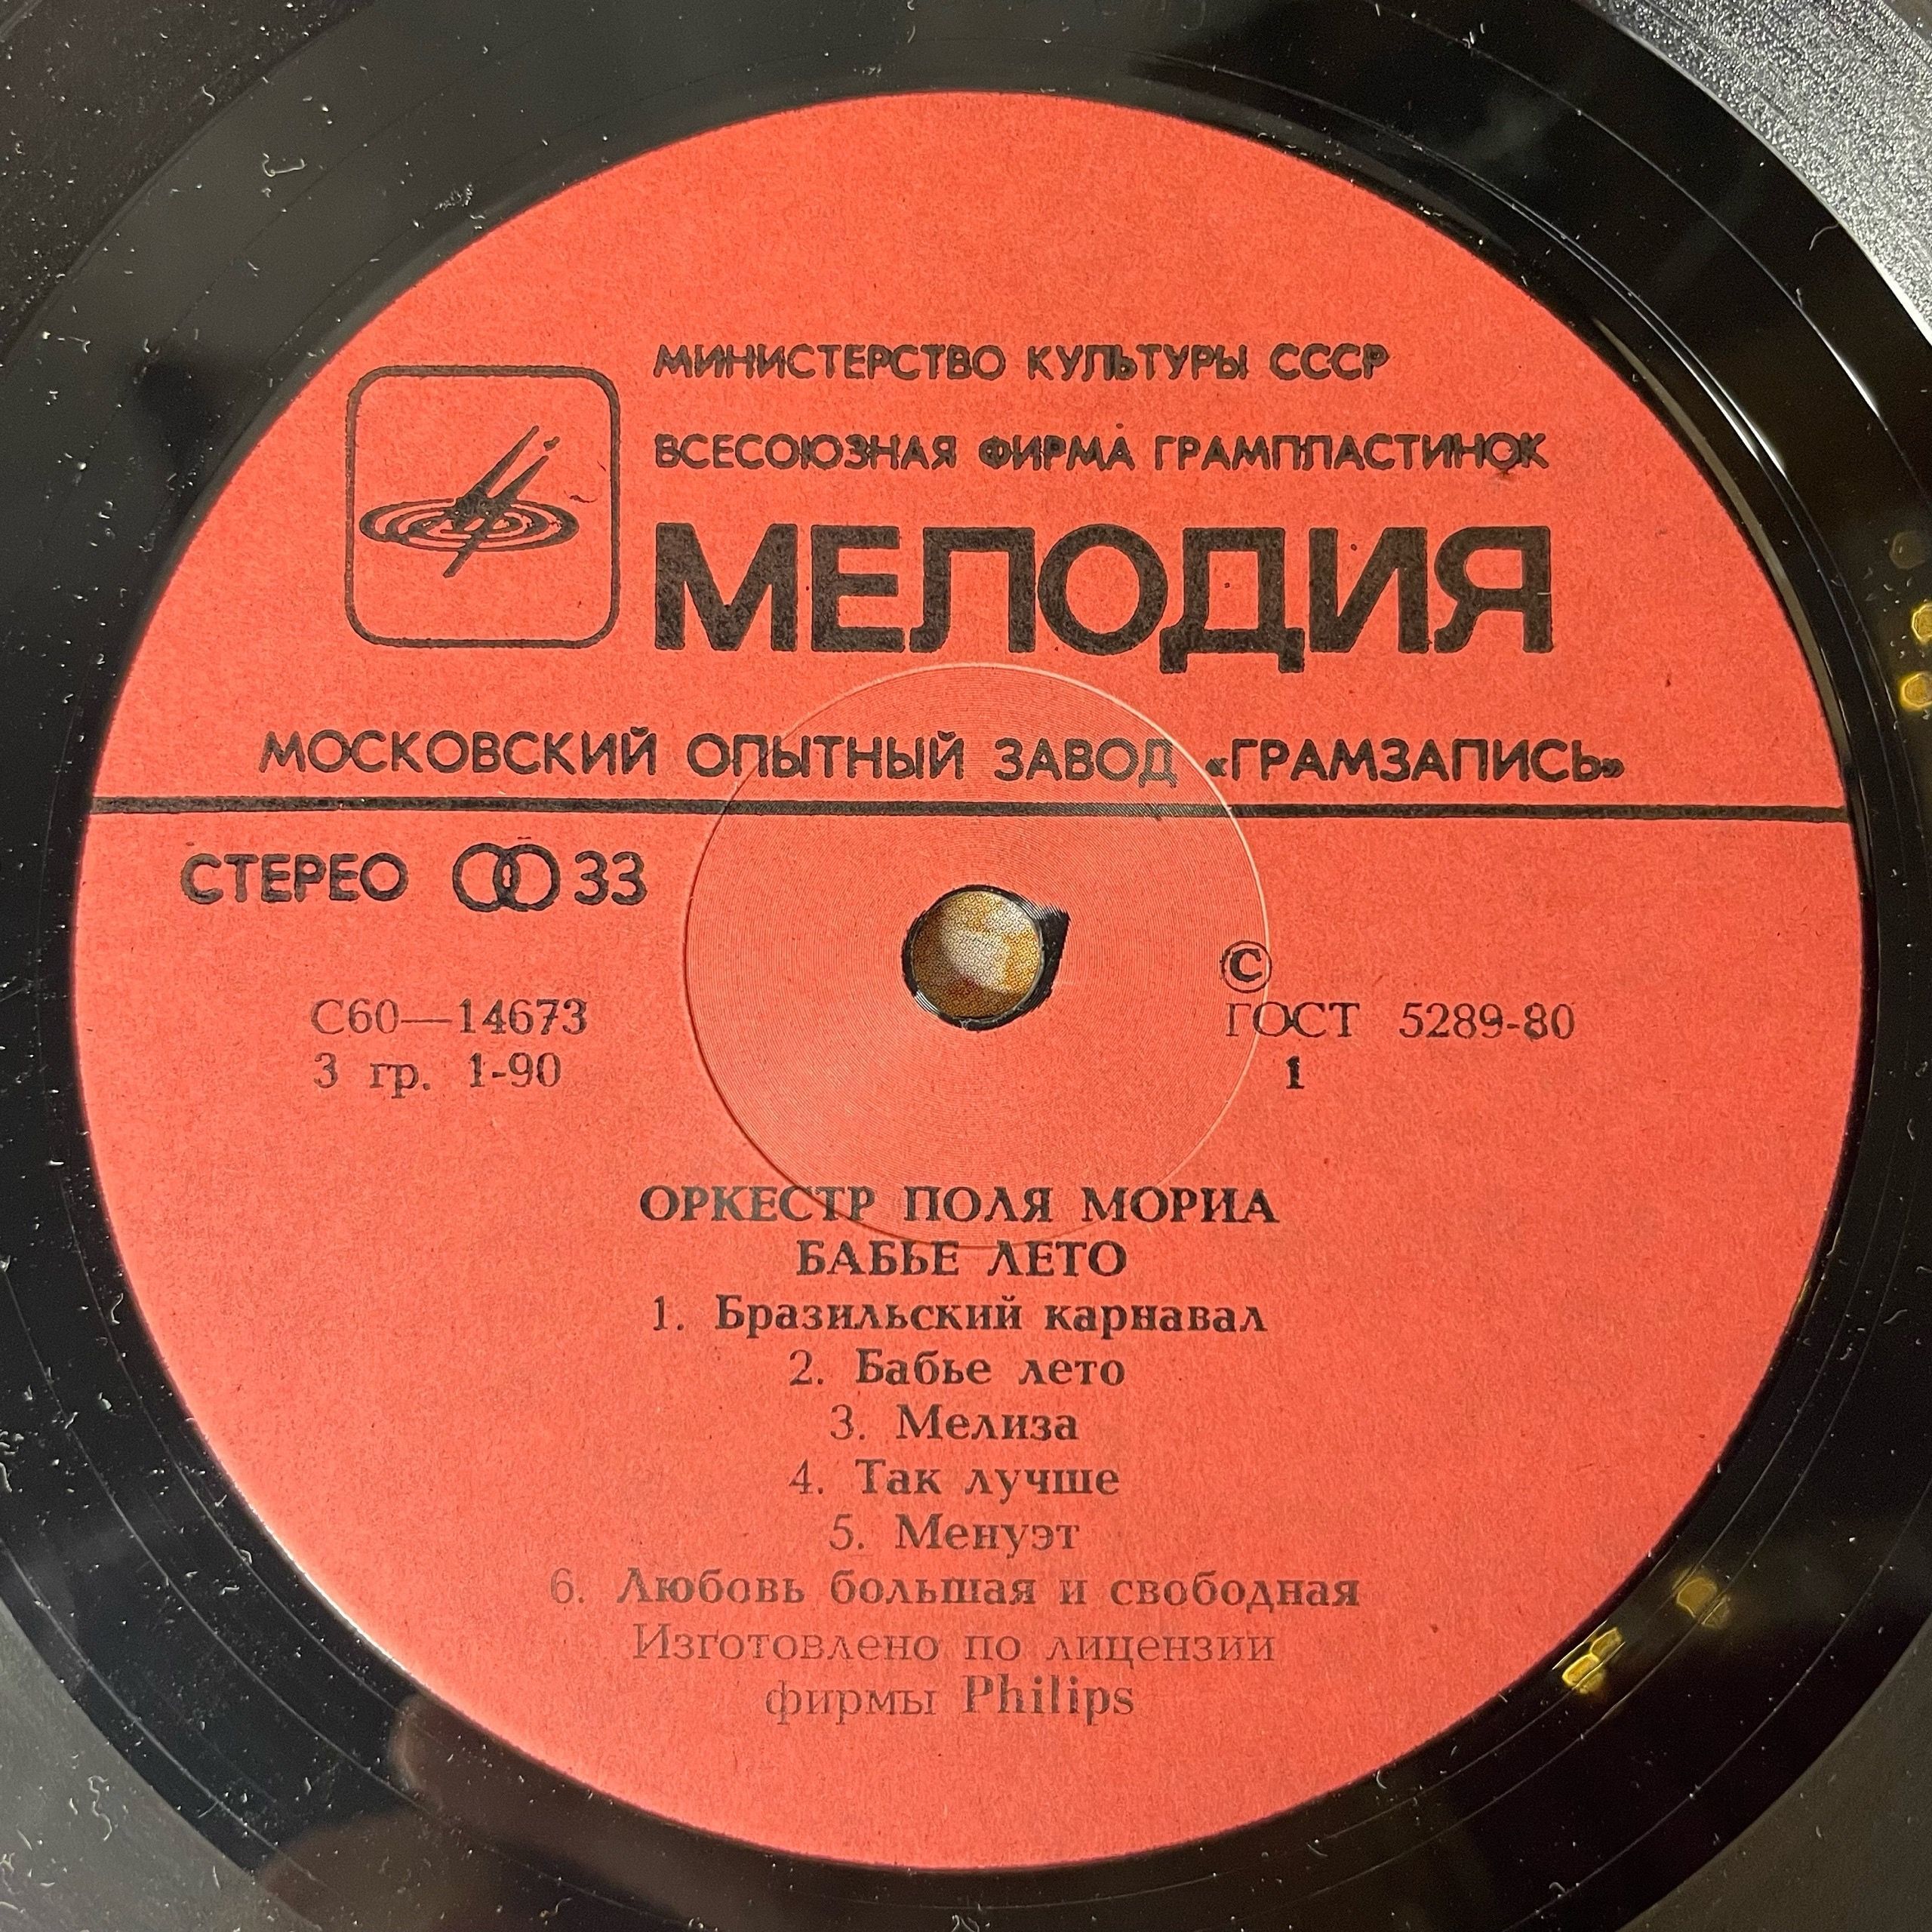 МИНИСТЕРСТВО КУЛЬТУРЫ СССР
ВСЕСОЮЗНАЯ ФИРМА ГРАМПЛАСТИНОК
МЕЛОДИЯ
МОСКОВСКИЙ ОПЫТНЫЙ ЗАВОД «ГРАМЗАПИСЬ»
СТЕРЕО 33
©
С60—14673
ГОСТ 5289-80
3 гр. 1-90
1
ОРКЕСТР ПОЛЯ МОРИА
БАБЬЕ ЛЕТО
1. Бразильский карнавал
2. Бабье лето
3. Мелиза
4. Так лучше
5. Менуэт
6. Любовь большая и свободная
Изготовлено по лицензии
фирмы Philips